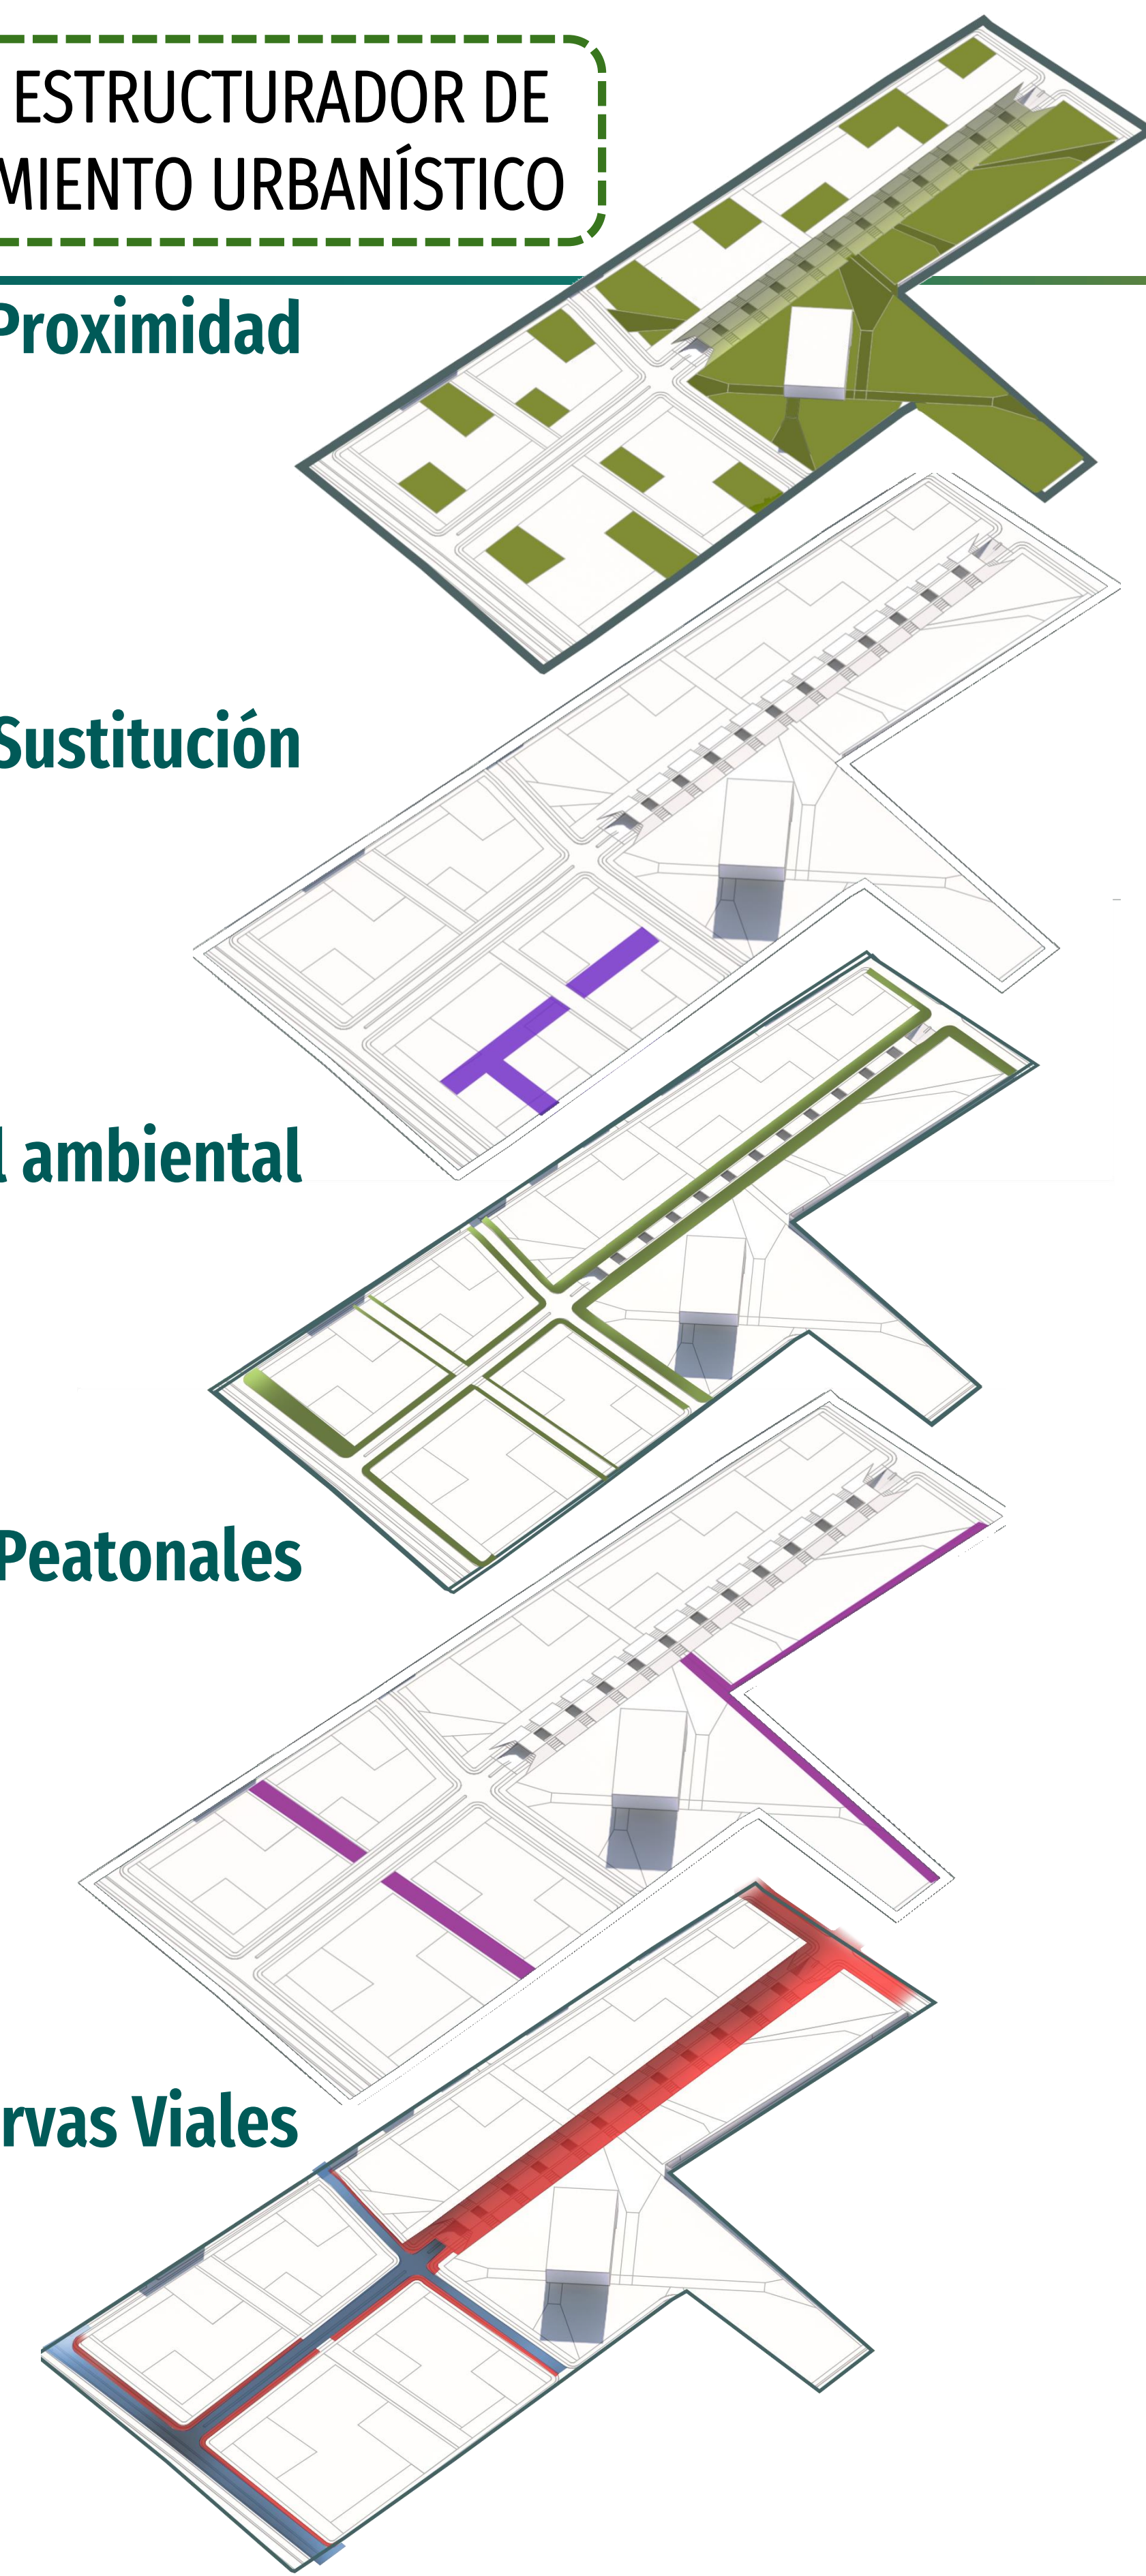 ESTRUCTURADOR DE
MIENTO URBANÍSTICO
Proximidad
Sustitución
l ambiental
Peatonales
rvas Viales